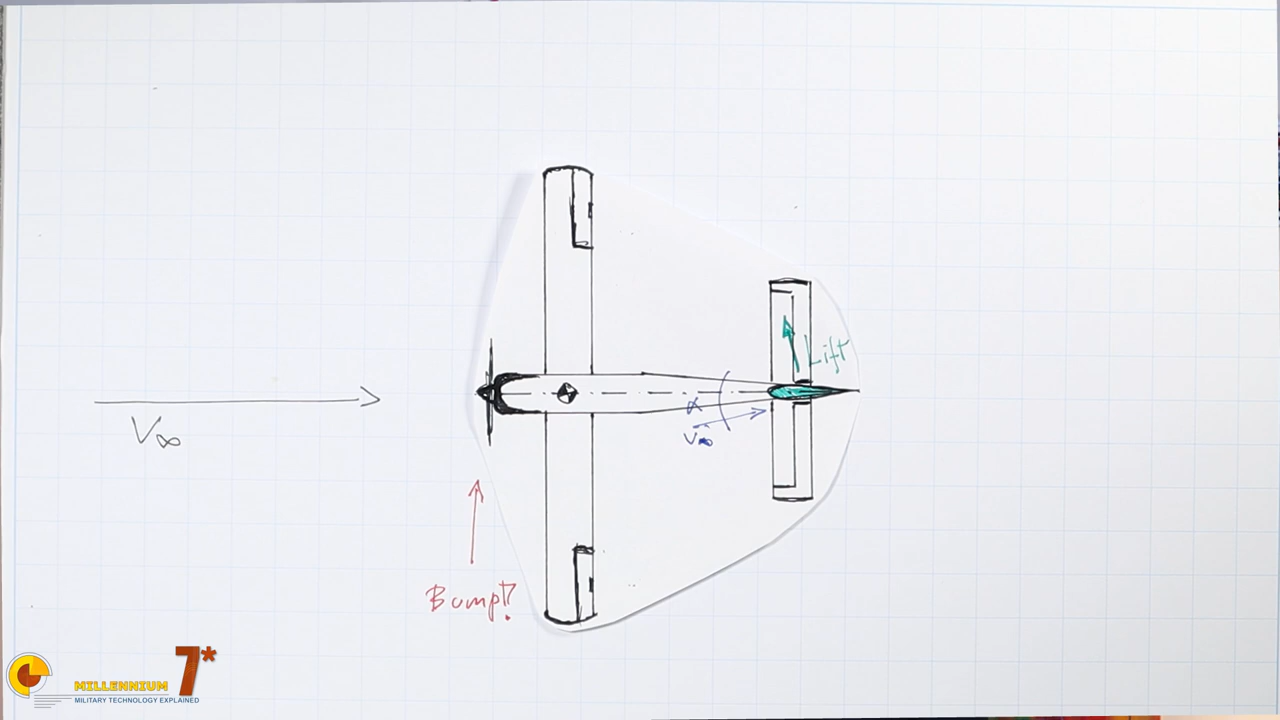 Lift
α
V∞
V∞
Bump!?
7*
MILLENNIUM
MILITARY TECHNOLOGY EXPLAINED